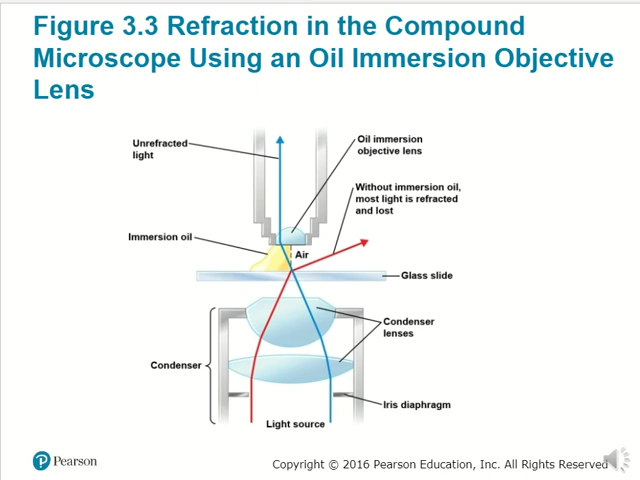 Figure 3.3 Refraction in the Compound
Microscope Using an Oil Immersion Objective
Lens
Unrefracted
light
Oil immersion
objective lens
Without immersion oil,
most light is refracted
and lost
Immersion oil
Air
Glass slide
Condenser
lenses
Condenser
Iris diaphragm
Light source
Pearson
Copyright © 2016 Pearson Education, Inc. All Rights Reserved